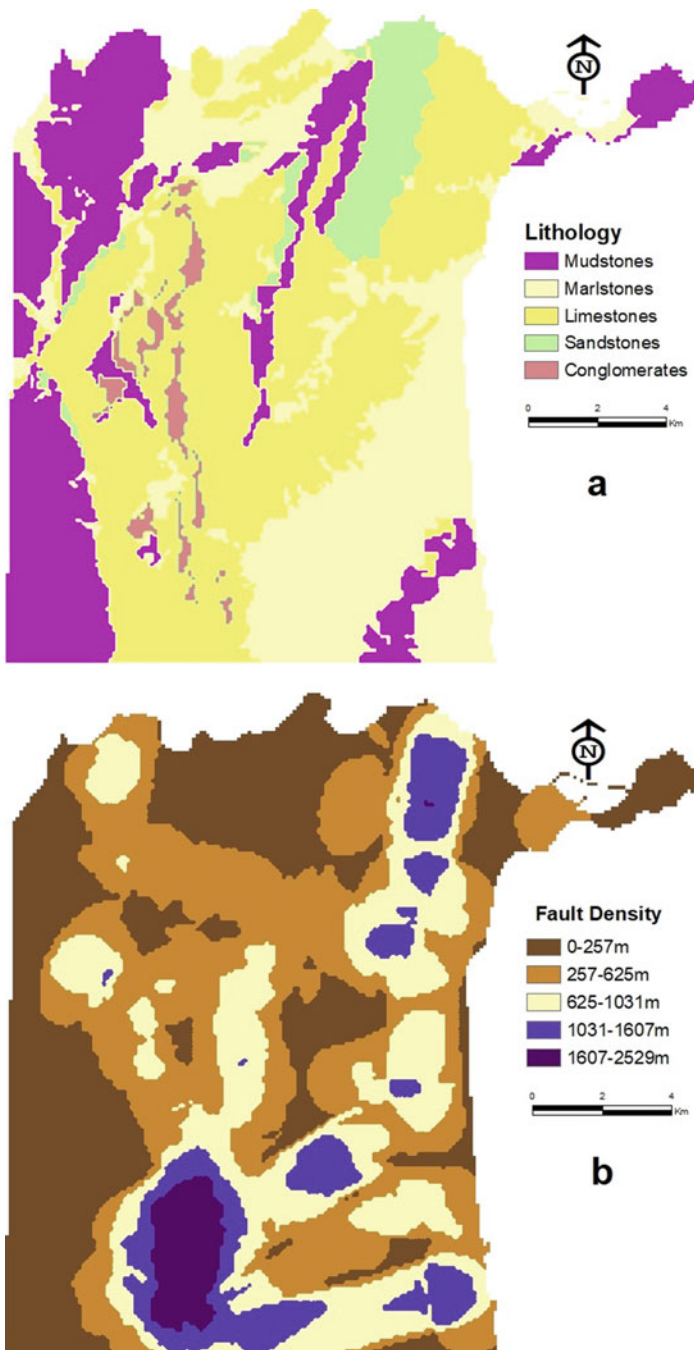 N
Lithology
Mudstones
Marlstones
Limestones
Sandstones
Conglomerates
0 2 4
Km
a
N
Fault Density
0-257m
257-625m
625-1031m
1031-1607m
1607-2529m
0 2 4
Km
b